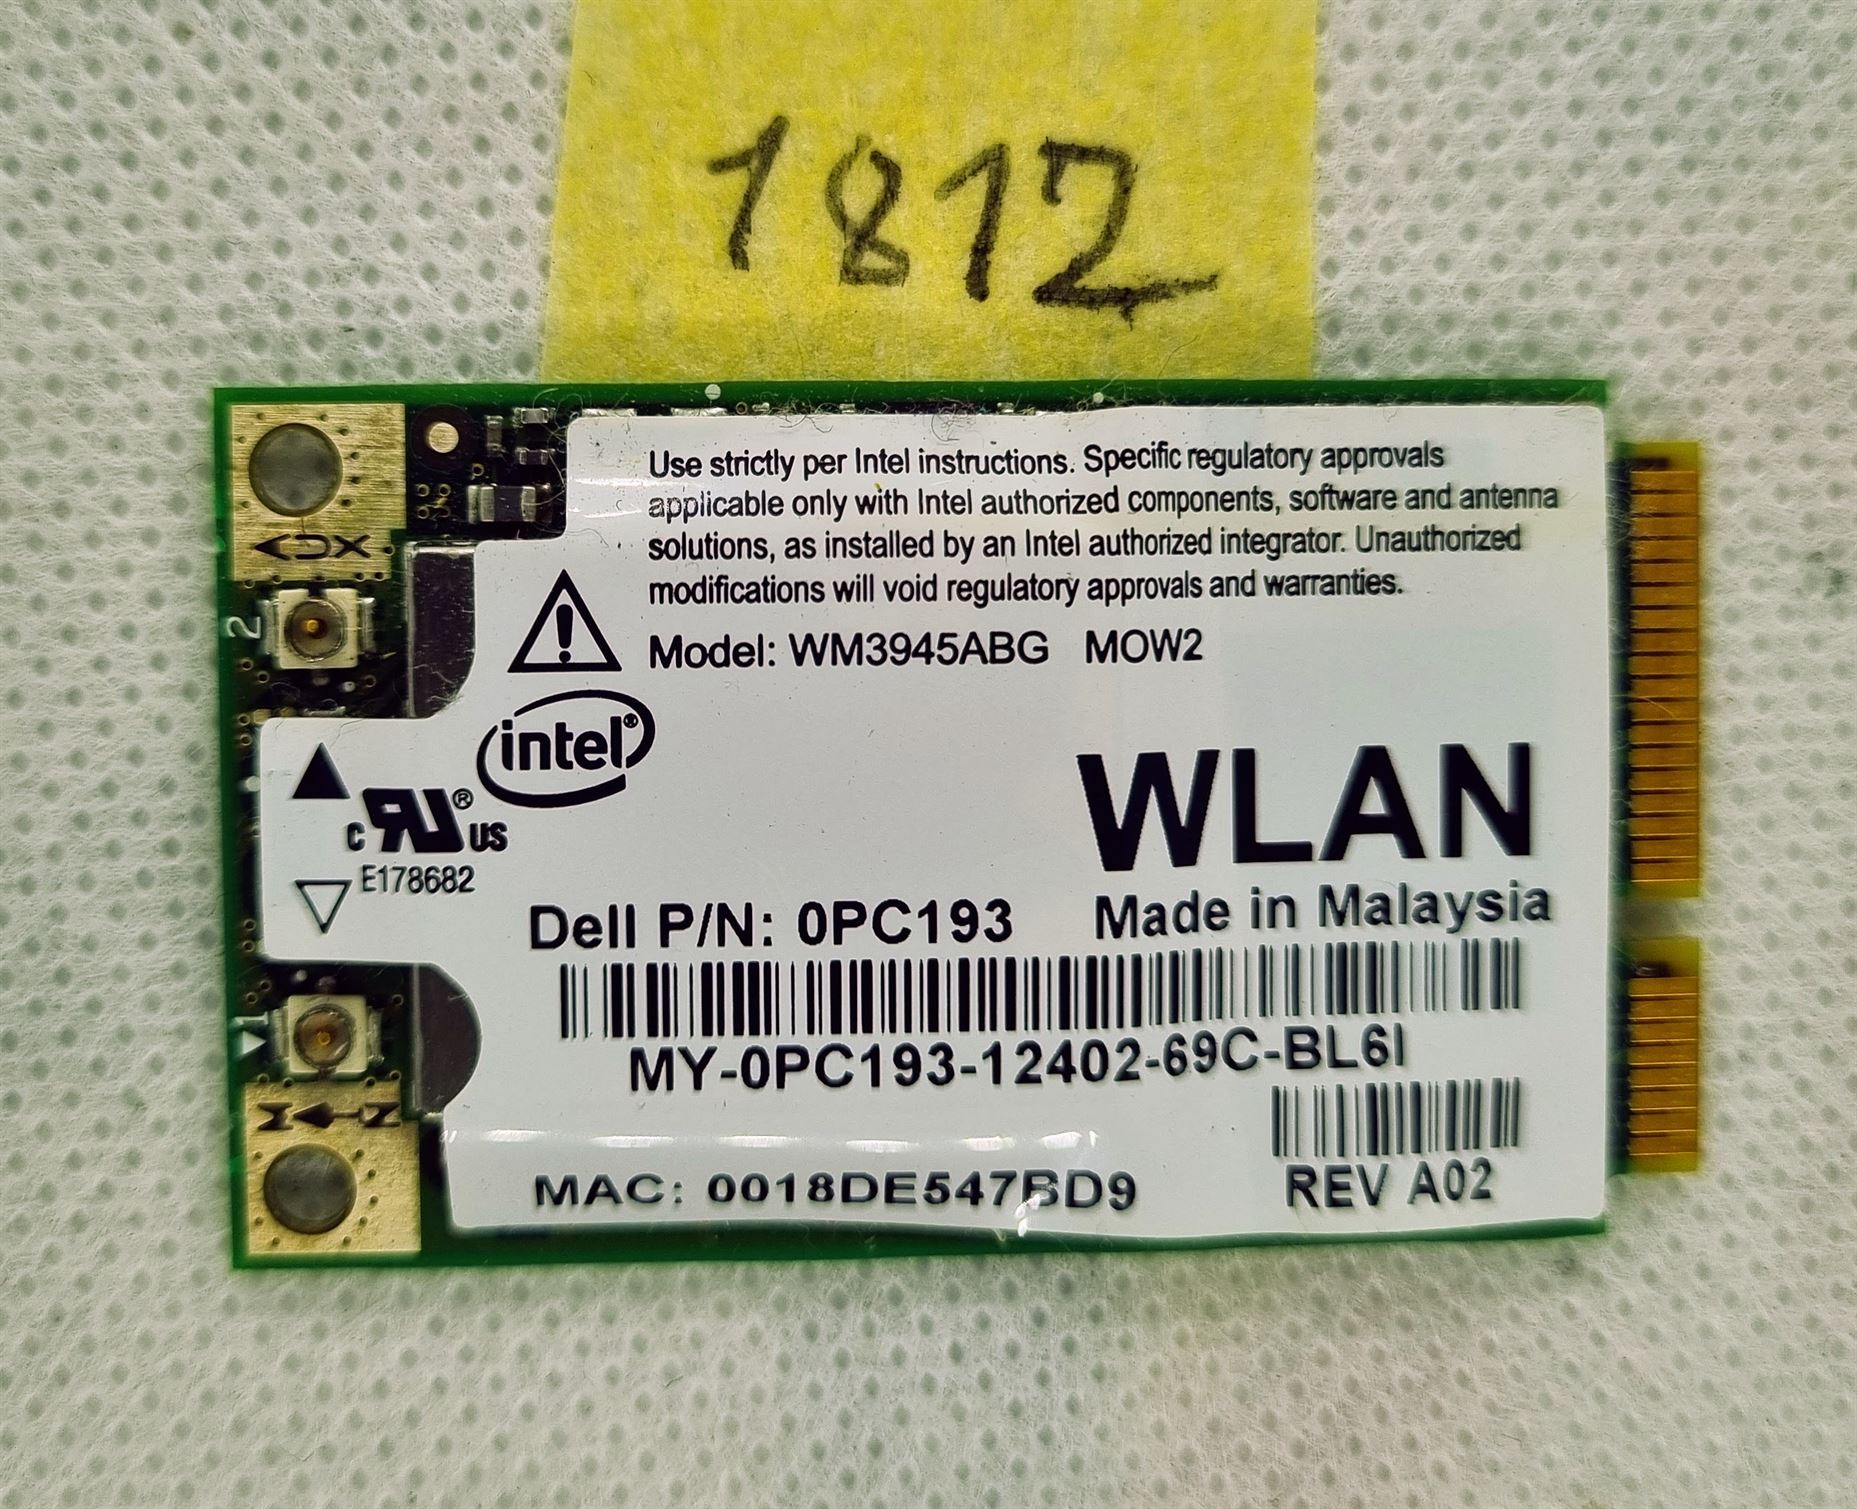 1812
Use strictly per Intel instructions. Specific regulatory approvals
applicable only with Intel authorized components, software and antenna
solutions, as installed by an Intel authorized integrator. Unauthorized
modifications will void regulatory approvals and warranties.
Model: WM3945ABG MOW2
intel®
WLAN
Made in Malaysia
c RU® US
E178682
Dell P/N: 0PC193
MY-0PC193-12402-69C-BL6I
REV A02
MAC: 0018DE547BD9
AUX
2
1
MAIN